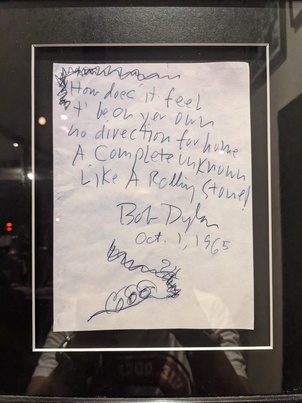 How does it feel
t' be on yer own
no direction for home
A Complete unknown
Like A Rolling Stone!
Bob Dylan
Oct. 1, 1965